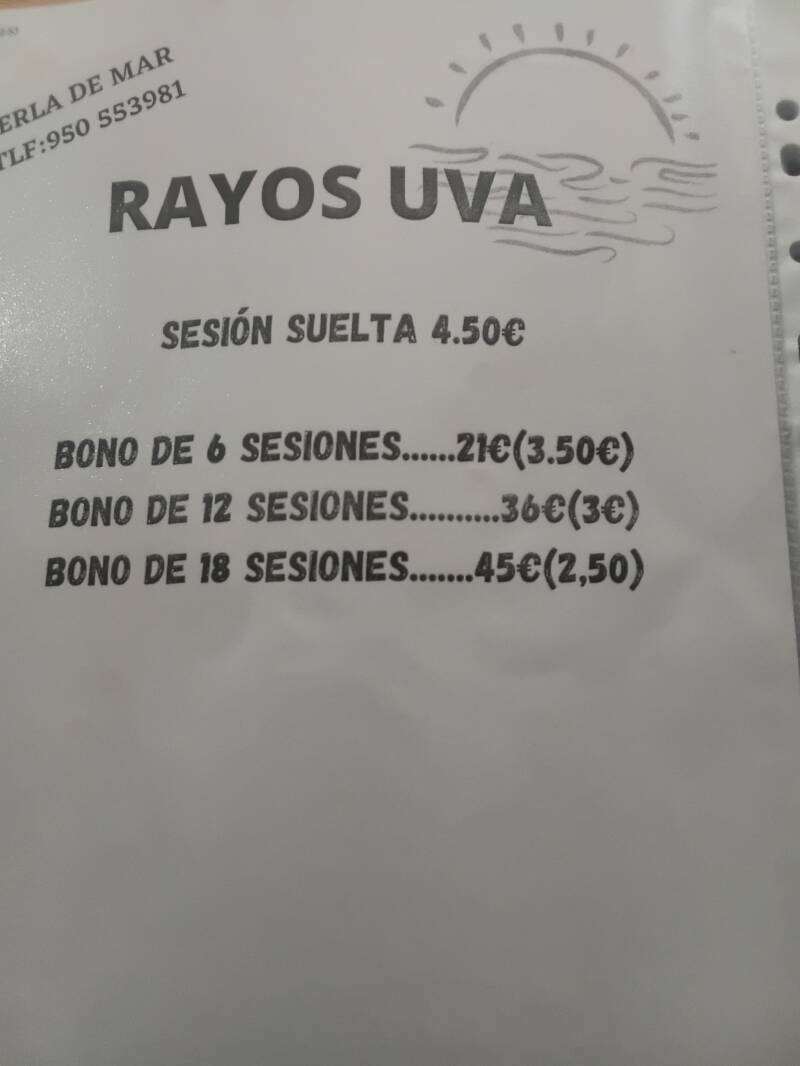 ERLA DE MAR
TLF:950 553981
RAYOS UVA
SESIÓN SUELTA 4.50€
BONO DE 6 SESIONES......21€(3.50€)
BONO DE 12 SESIONES..........36€(3€)
BONO DE 18 SESIONES.......45€(2,50)